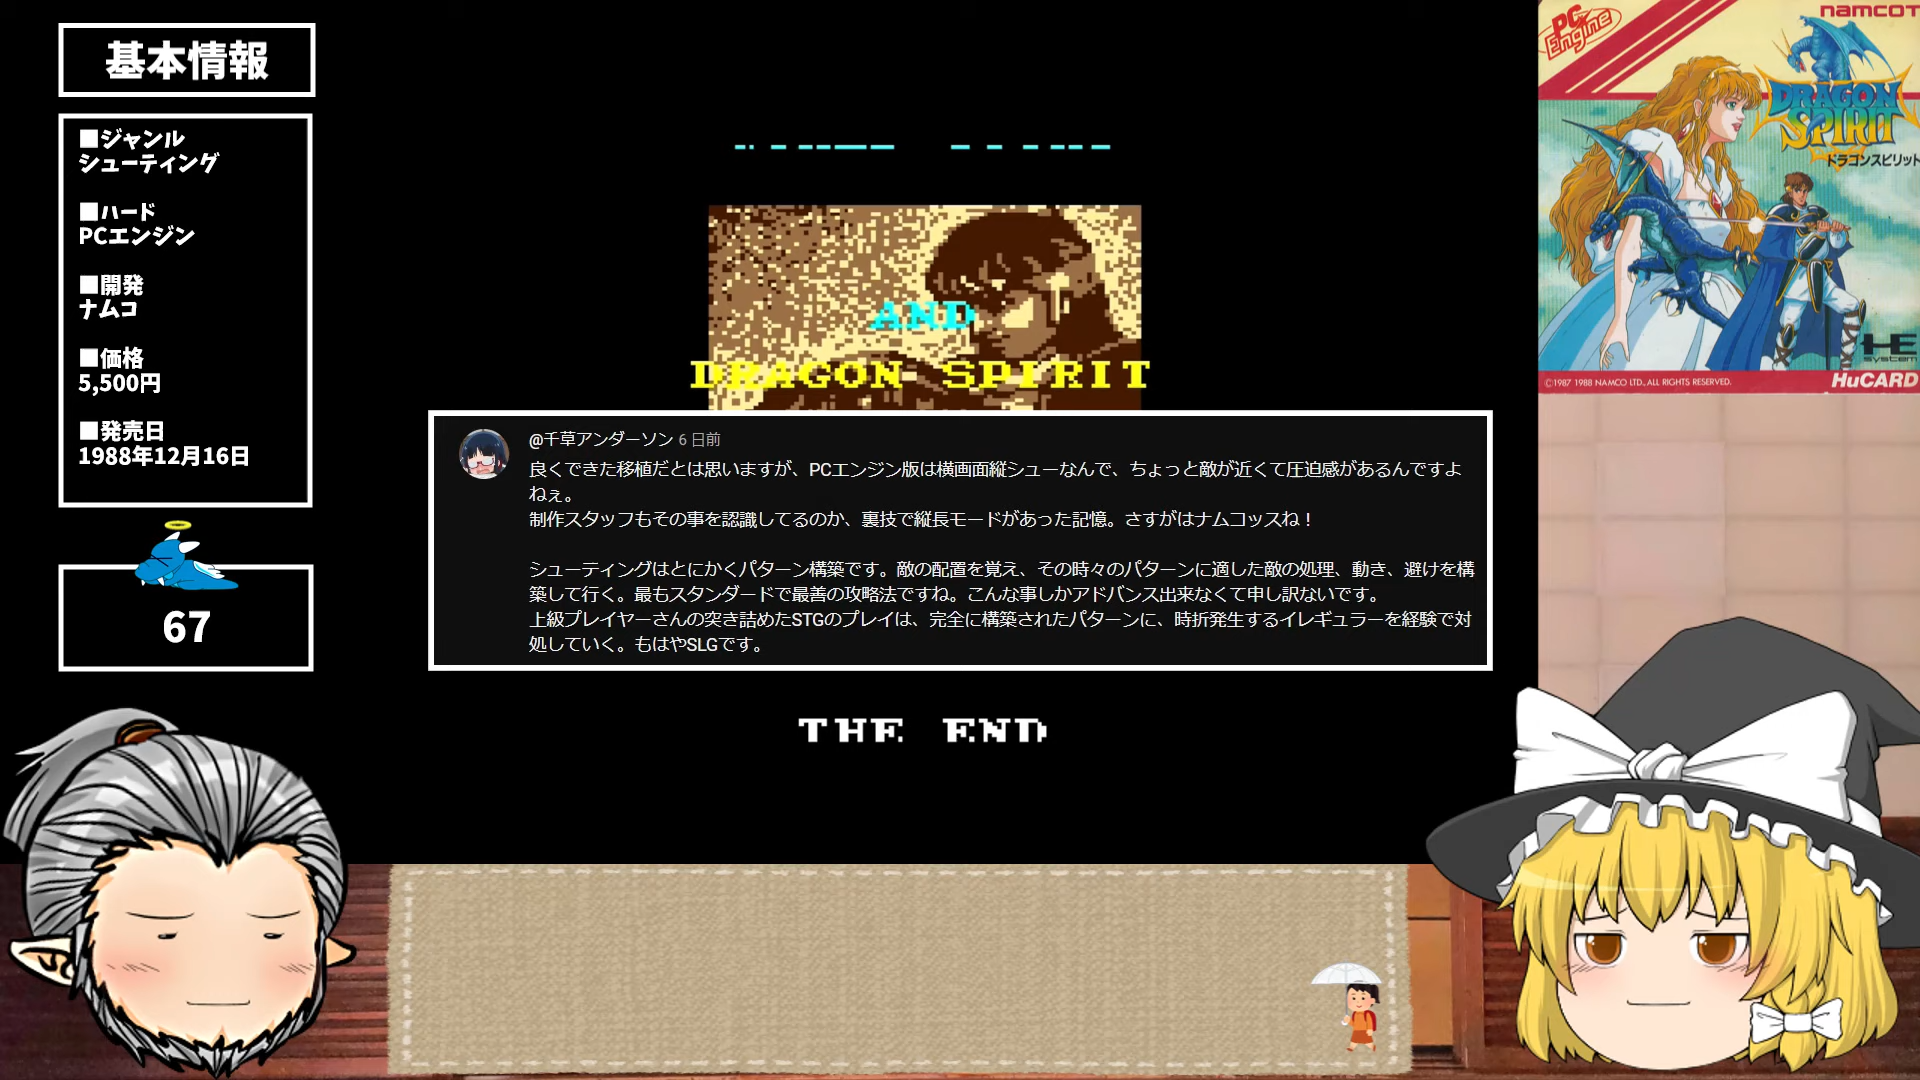 基本情報
■ジャンル
シューティング
■ハード
PCエンジン
■開発
ナムコ
■価格
5,500円
■発売日
1988年12月16日
67
AND
DRAGON SPIRIT
@千草アンダーソン 6 日前
良くできた移植だとは思いますが、PCエンジン版は横画面縦シューなんで、ちょっと敵が近くて圧迫感があるんですよ
ねぇ。
制作スタッフもその事を認識してるのか、裏技で縦長モードがあった記憶。さすがはナムコッスね！
シューティングはとにかくパターン構築です。敵の配置を覚え、その時々のパターンに適した敵の処理、動き、避けを構
築して行く。最もスタンダードで最善の攻略法ですね。こんな事しかアドバンス出来なくて申し訳ないです。
上級プレイヤーさんの突き詰めたSTGのプレイは、完全に構築されたパターンに、時折発生するイレギュラーを経験で対
処していく。もはやSLGです。
THE END
namcot
PC Engine
DRAGON SPIRIT
ドラゴンスピリット
HE
system
©1987 1988 NAMCO LTD., ALL RIGHTS RESERVED.
HuCARD